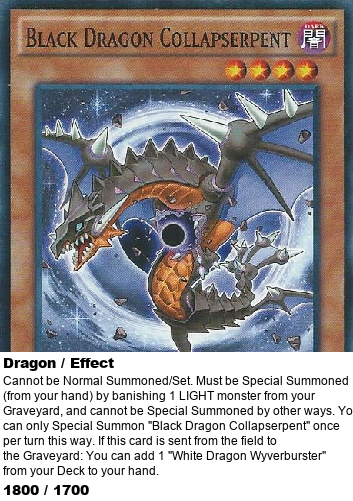 BLACK DRAGON COLLAPSERPENT
DARK
闇
Dragon / Effect
Cannot be Normal Summoned/Set. Must be Special Summoned
(from your hand) by banishing 1 LIGHT monster from your
Graveyard, and cannot be Special Summoned by other ways. Yo
can only Special Summon "Black Dragon Collapserpent" once
per turn this way. If this card is sent from the field to
the Graveyard: You can add 1 "White Dragon Wyverburster"
from your Deck to your hand.
1800 / 1700